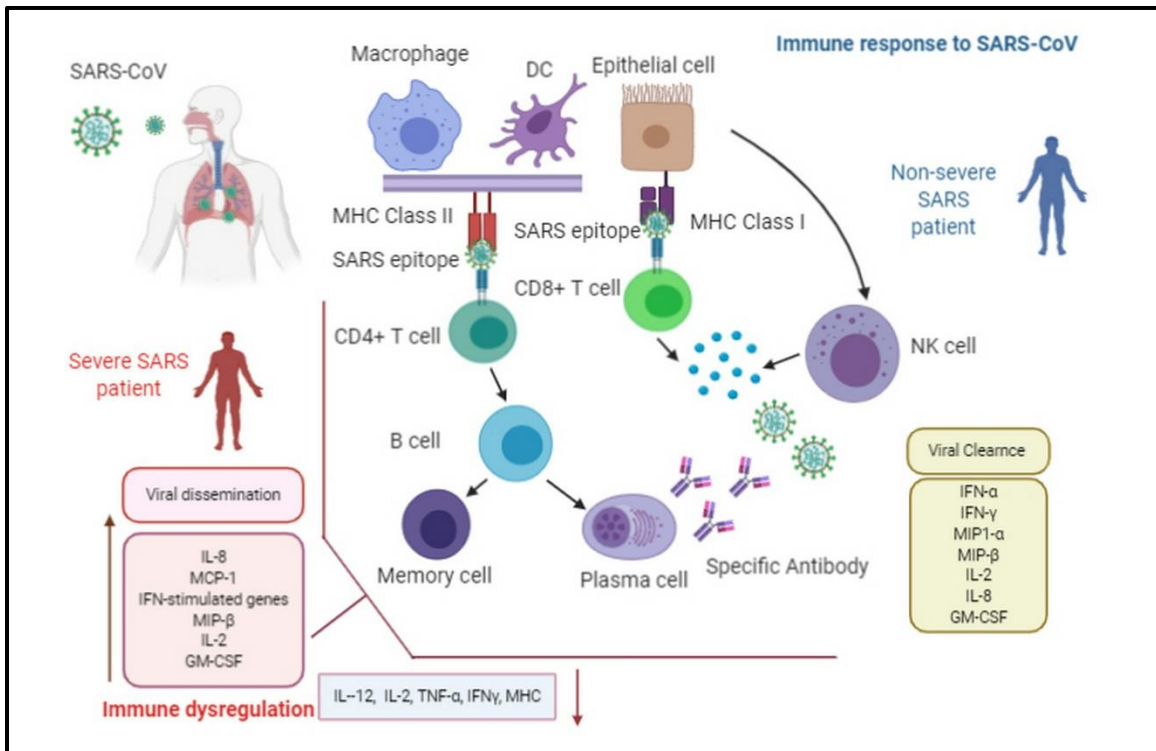 Immune response to SARS-CoV
SARS-CoV
Macrophage
DC
Epithelial cell
MHC Class II
SARS epitope
SARS epitope
MHC Class I
CD4+ T cell
CD8+ T cell
NK cell
Non-severe
SARS
patient
Severe SARS
patient
B cell
Memory cell
Plasma cell
Specific Antibody
Viral dissemination
IL-8
MCP-1
IFN-stimulated genes
MIP-β
IL-2
GM-CSF
Immune dysregulation
IL--12, IL-2, TNF-α, IFNγ, MHC
Viral Clearnce
IFN-α
IFN-γ
MIP1-α
MIP-β
IL-2
IL-8
GM-CSF